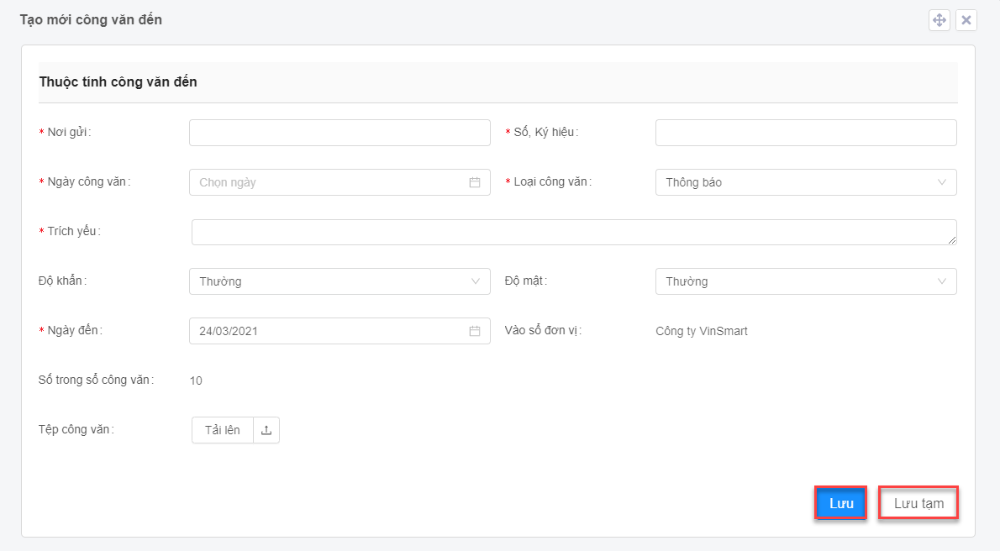 Tạo mới công văn đến
Thuộc tính công văn đến
* Nơi gửi:
* Số, Ký hiệu:
* Ngày công văn: Chọn ngày
* Loại công văn: Thông báo
* Trích yếu:
Độ khẩn: Thường
Độ mật: Thường
* Ngày đến: 24/03/2021
Vào sổ đơn vị: Công ty VinSmart
Số trong sổ công văn: 10
Tệp công văn: Tải lên
Lưu
Lưu tạm